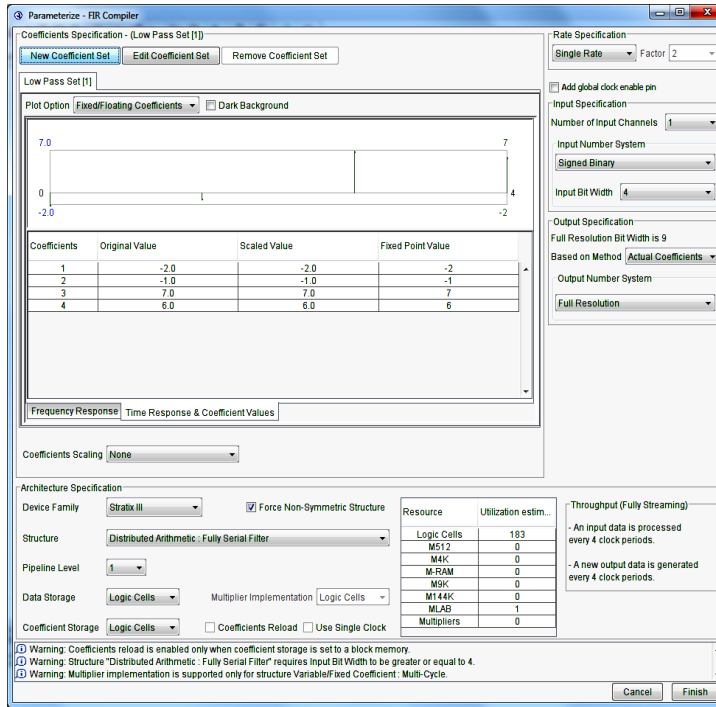 Parameterize - FIR Compiler
Coefficients Specification - (Low Pass Set [1])
New Coefficient Set Edit Coefficient Set Remove Coefficient Set
Low Pass Set [1]
Plot Option Fixed/Floating Coefficients Dark Background
7.0 7
0 4
-2.0 -2
Coefficients Original Value Scaled Value Fixed Point Value
1 -2.0 -2.0 -2
2 -1.0 -1.0 -1
3 7.0 7.0 7
4 6.0 6.0 6
Frequency Response Time Response & Coefficient Values
Coefficients Scaling None
Rate Specification
Single Rate Factor 2
Add global clock enable pin
Input Specification
Number of Input Channels 1
Input Number System
Signed Binary
Input Bit Width 4
Output Specification
Full Resolution Bit Width is 9
Based on Method Actual Coefficients
Output Number System
Full Resolution
Architecture Specification
Device Family Stratix III Force Non-Symmetric Structure
Structure Distributed Arithmetic : Fully Serial Filter
Pipeline Level 1
Data Storage Logic Cells Multiplier Implementation Logic Cells
Coefficient Storage Logic Cells Coefficients Reload Use Single Clock
Resource Utilization estim...
Logic Cells 183
M512 0
M4K 0
M-RAM 0
M9K 0
M144K 0
MLAB 1
Multipliers 0
Throughput (Fully Streaming)
- An input data is processed
every 4 clock periods.
- A new output data is generated
every 4 clock periods.
Warning: Coefficients reload is enabled only when coefficient storage is set to a block memory.
Warning: Structure "Distributed Arithmetic : Fully Serial Filter" requires Input Bit Width to be greater or equal to 4.
Warning: Multiplier implementation is supported only for structure Variable/Fixed Coefficient : Multi-Cycle.
Cancel Finish